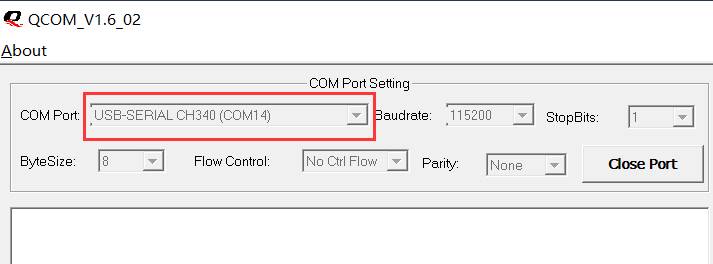 QCOM_V1.6_02
About
COM Port Setting
COM Port: USB-SERIAL CH340 (COM14) Baudrate: 115200 StopBits: 1
ByteSize: 8 Flow Control: No Ctrl Flow Parity: None Close Port